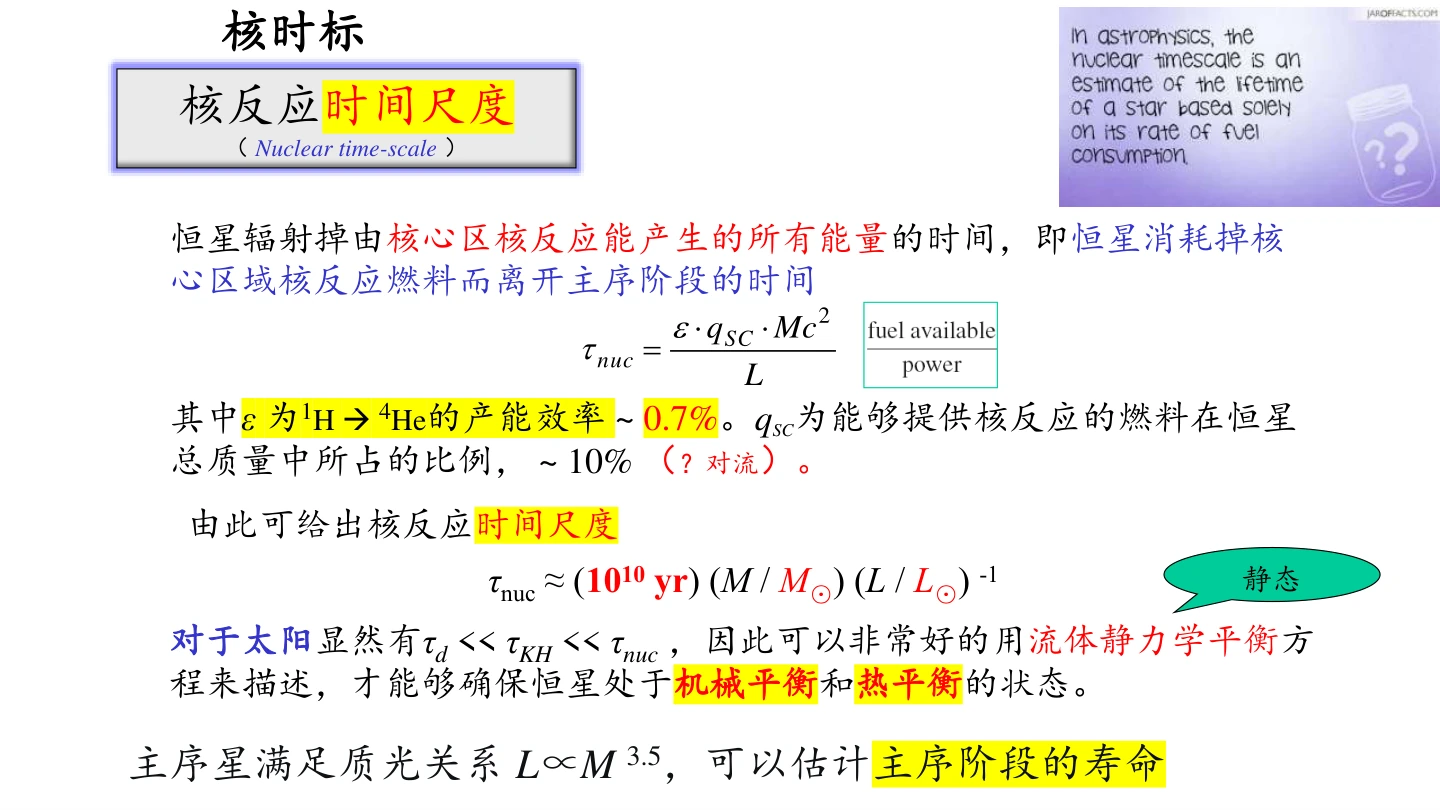 核时标
核反应时间尺度
（ Nuclear time-scale ）
JAROFFACTS.COM
In astrophysics, the
nuclear timescale is an
estimate of the lifetime
of a star based solely
on its rate of fuel
consumption.
??
恒星辐射掉由核心区核反应能产生的所有能量的时间，即恒星消耗掉核
心区域核反应燃料而离开主序阶段的时间
τnuc = ε·qSC·Mc² / L
fuel available
power
其中ε 为¹H → ⁴He的产能效率 ~ 0.7%。qSC为能够提供核反应的燃料在恒星
总质量中所占的比例， ~ 10% （？对流）。
由此可给出核反应时间尺度
τnuc ≈ (10¹⁰ yr) (M / M☉) (L / L☉) ⁻¹
静态
对于太阳显然有τd << τKH << τnuc ，因此可以非常好的用流体静力学平衡方
程来描述，才能够确保恒星处于机械平衡和热平衡的状态。
主序星满足质光关系 L∝M ³·⁵，可以估计主序阶段的寿命